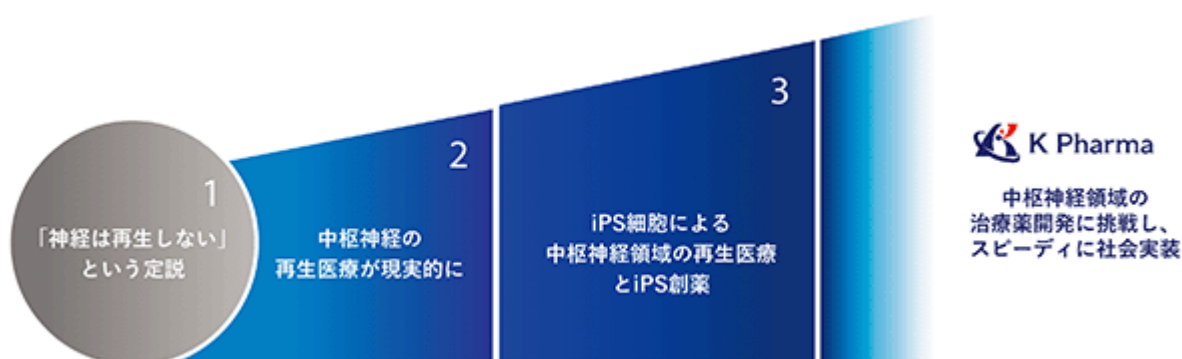 1
「神経は再生しない」
という定説
2
中枢神経の
再生医療が現実的に
3
iPS細胞による
中枢神経領域の再生医療
とiPS創薬
K Pharma
中枢神経領域の
治療薬開発に挑戦し、
スピーディに社会実装